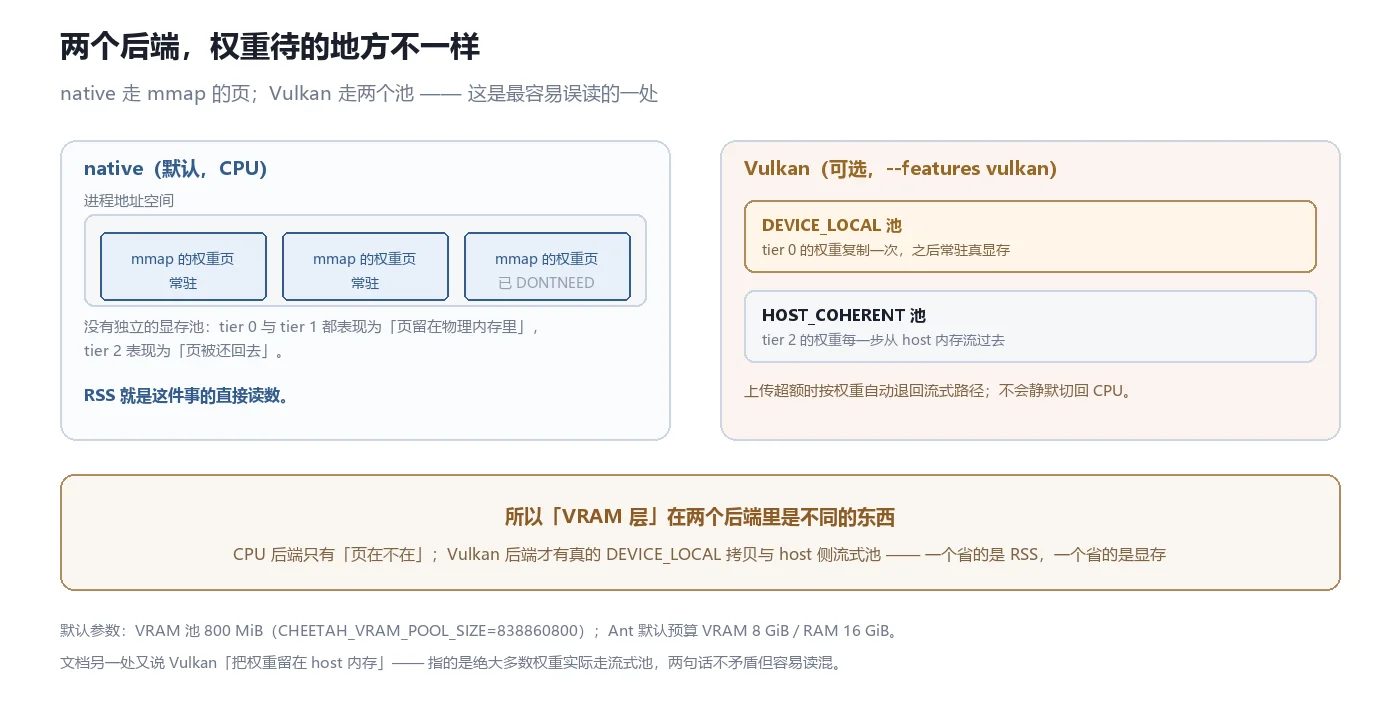 两个后端，权重待的地方不一样
native 走 mmap 的页；Vulkan 走两个池 —— 这是最容易误读的一处
native（默认，CPU）
进程地址空间
mmap 的权重页
常驻
mmap 的权重页
常驻
mmap 的权重页
已 DONTNEED
没有独立的显存池：tier 0 与 tier 1 都表现为「页留在物理内存里」，
tier 2 表现为「页被还回去」。
RSS 就是这件事的直接读数。
Vulkan（可选，--features vulkan）
DEVICE_LOCAL 池
tier 0 的权重复制一次，之后常驻真显存
HOST_COHERENT 池
tier 2 的权重每一步从 host 内存流过去
上传超额时按权重自动退回流式路径；不会静默切回 CPU。
所以「VRAM 层」在两个后端里是不同的东西
CPU 后端只有「页在不在」；Vulkan 后端才有真的 DEVICE_LOCAL 拷贝与 host 侧流式池 —— 一个省的是 RSS，一个省的是显存
默认参数：VRAM 池 800 MiB（CHEETAH_VRAM_POOL_SIZE=838860800）；Ant 默认预算 VRAM 8 GiB / RAM 16 GiB。
文档另一处又说 Vulkan「把权重留在 host 内存」—— 指的是绝大多数权重实际走流式池，两句话不矛盾但容易读混。